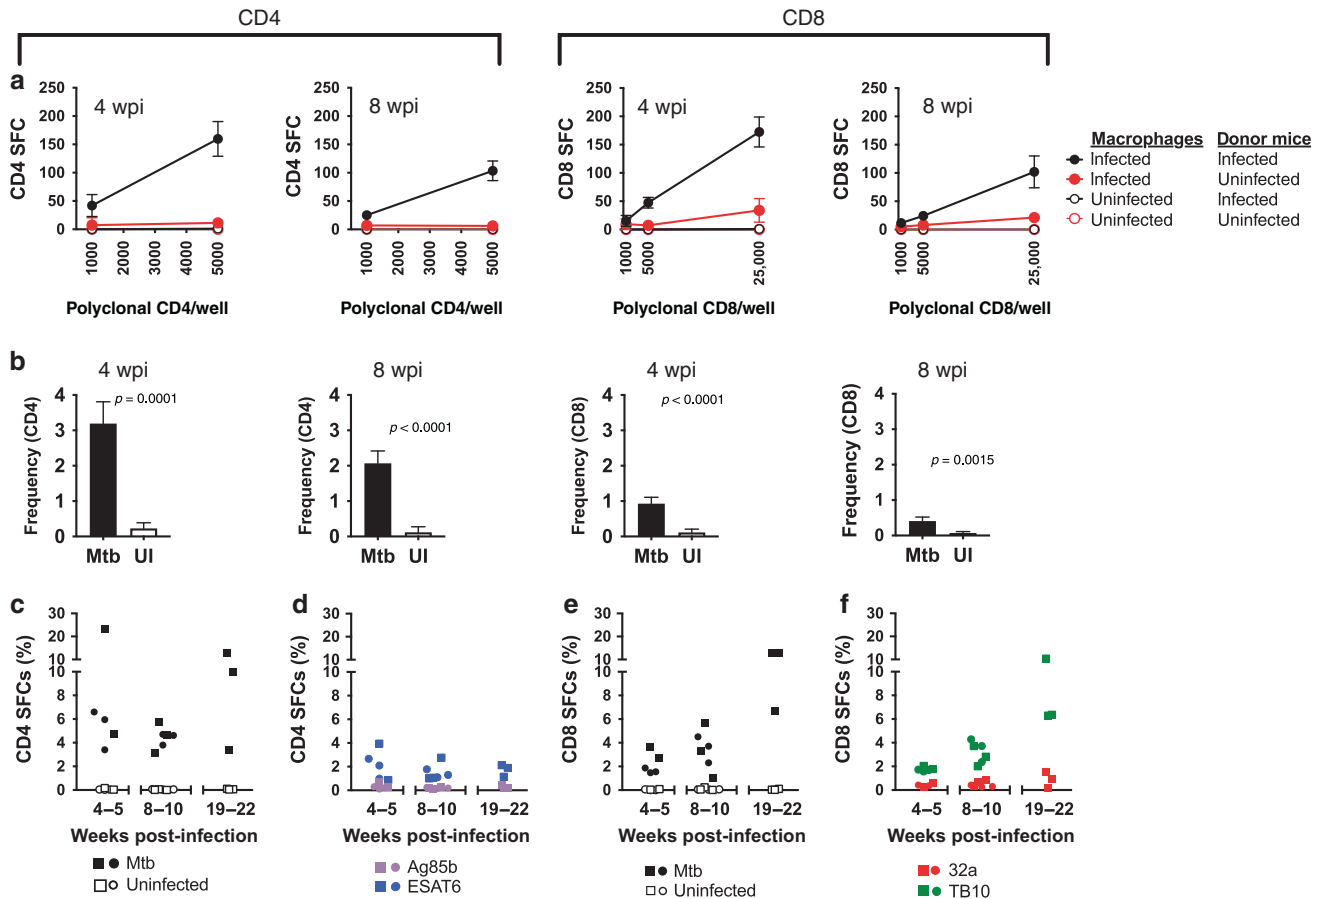 CD4
CD8
a
250
200
150
100
50
0
CD4 SFC
4 wpi
1000
2000
3000
4000
5000
Polyclonal CD4/well
250
200
150
100
50
0
CD4 SFC
8 wpi
1000
2000
3000
4000
5000
Polyclonal CD4/well
250
200
150
100
50
0
CD8 SFC
4 wpi
1000
5000
25,000
Polyclonal CD8/well
250
200
150
100
50
0
CD8 SFC
8 wpi
1000
5000
25,000
Polyclonal CD8/well
Macrophages Donor mice
Infected Infected
Infected Uninfected
Uninfected Infected
Uninfected Uninfected
b
4 wpi
Frequency (CD4)
4
3
2
1
0
p = 0.0001
Mtb UI
8 wpi
Frequency (CD4)
4
3
2
1
0
p < 0.0001
Mtb UI
4 wpi
Frequency (CD8)
4
3
2
1
0
p < 0.0001
Mtb UI
8 wpi
Frequency (CD8)
4
3
2
1
0
p = 0.0015
Mtb UI
c
CD4 SFCs (%)
30
20
10
10
8
6
4
2
0
4–5 8–10 19–22
Weeks post-infection
Mtb
Uninfected
d
CD4 SFCs (%)
30
20
10
10
8
6
4
2
0
4–5 8–10 19–22
Weeks post-infection
Ag85b
ESAT6
e
CD8 SFCs (%)
30
20
10
10
8
6
4
2
0
4–5 8–10 19–22
Weeks post-infection
Mtb
Uninfected
f
CD8 SFCs (%)
30
20
10
10
8
6
4
2
0
4–5 8–10 19–22
Weeks post-infection
32a
TB10